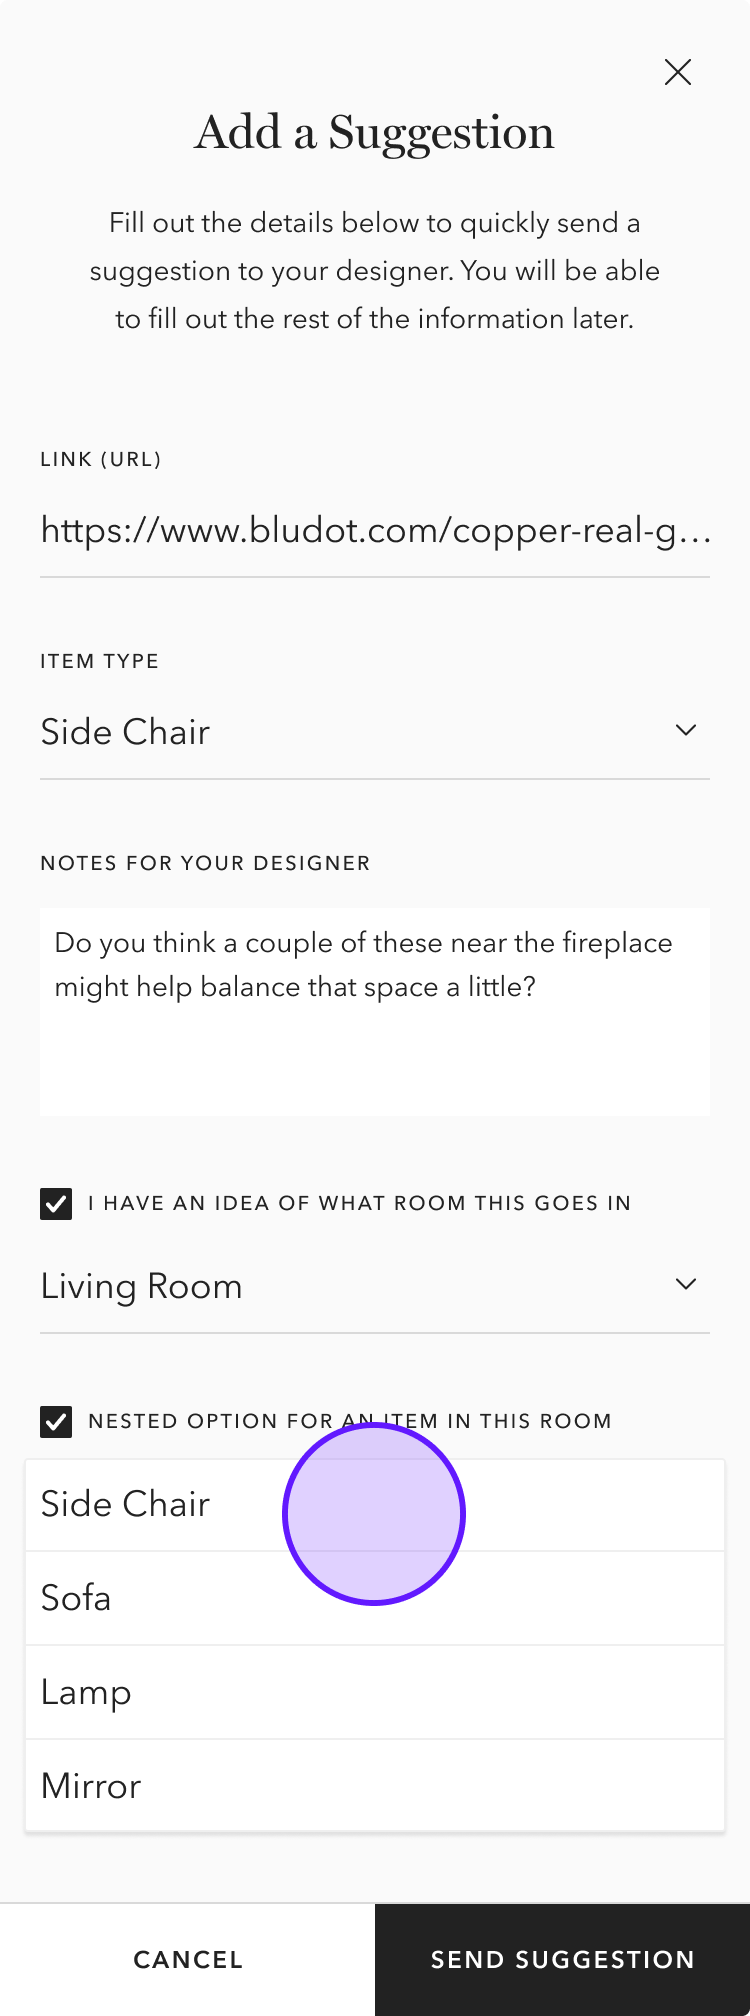 Add a Suggestion
Fill out the details below to quickly send a
suggestion to your designer. You will be able
to fill out the rest of the information later.
LINK (URL)
https://www.bludot.com/copper-real-g...
ITEM TYPE
Side Chair
NOTES FOR YOUR DESIGNER
Do you think a couple of these near the fireplace
might help balance that space a little?
I HAVE AN IDEA OF WHAT ROOM THIS GOES IN
Living Room
NESTED OPTION FOR AN ITEM IN THIS ROOM
Side Chair
Sofa
Lamp
Mirror
CANCEL
SEND SUGGESTION